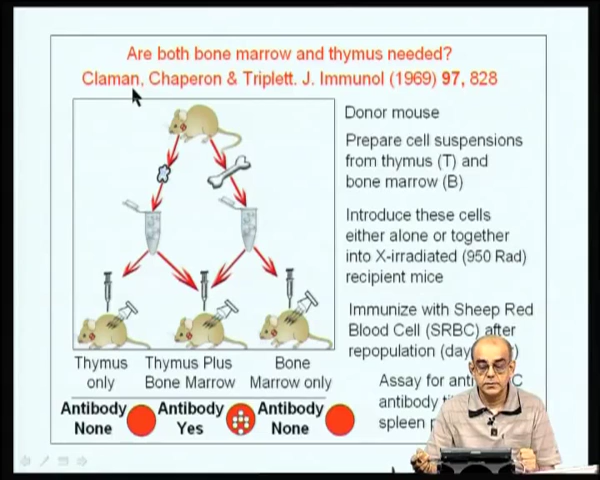 Are both bone marrow and thymus needed?
Claman, Chaperon & Triplett. J. Immunol (1969) 97, 828
Donor mouse
Prepare cell suspensions
from thymus (T) and
bone marrow (B)
Introduce these cells
either alone or together
into X-irradiated (950 Rad)
recipient mice
Immunize with Sheep Red
Blood Cell (SRBC) after
repopulation
Assay for
antibody
spleen
Thymus only
Thymus Plus Bone Marrow
Bone Marrow only
Antibody None
Antibody Yes
Antibody None